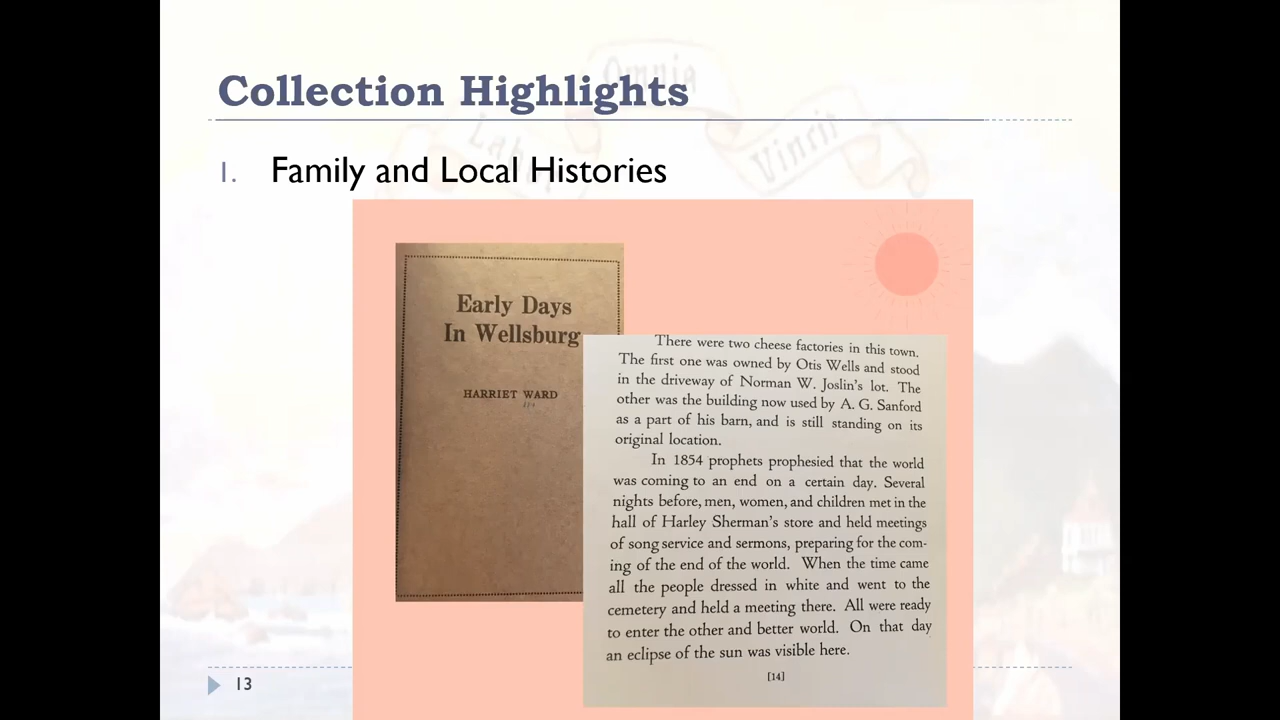 Omnia
Vincit
Collection Highlights
I. Family and Local Histories
Early Days
In Wellsburg
HARRIET WARD
There were two cheese factories in this town.
The first one was owned by Otis Wells and stood
in the driveway of Norman W. Joslin's lot. The
other was the building now used by A. G. Sanford
as a part of his barn, and is still standing on its
original location.
In 1854 prophets prophesied that the world
was coming to an end on a certain day. Several
nights before, men, women, and children met in the
hall of Harley Sherman's store and held meetings
of song service and sermons, preparing for the com-
ing of the end of the world. When the time came
all the people dressed in white and went to the
cemetery and held a meeting there. All were ready
to enter the other and better world. On that day
an eclipse of the sun was visible here.
[14]
13